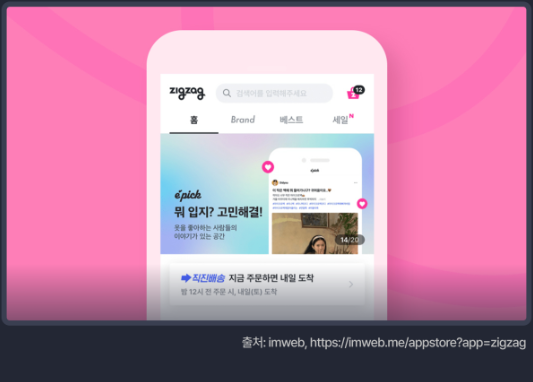 zigzag
검색어를 입력해주세요
12
홈 Brand 베스트 세일 N
epick
뭐 입지? 고민해결!
옷을 좋아하는 사람들의
이야기가 있는 공간
epick
14/20
직진배송 지금 주문하면 내일 도착
밤 12시 전 주문 시, 내일(토) 도착
출처: imweb, https://imweb.me/appstore?app=zigzag